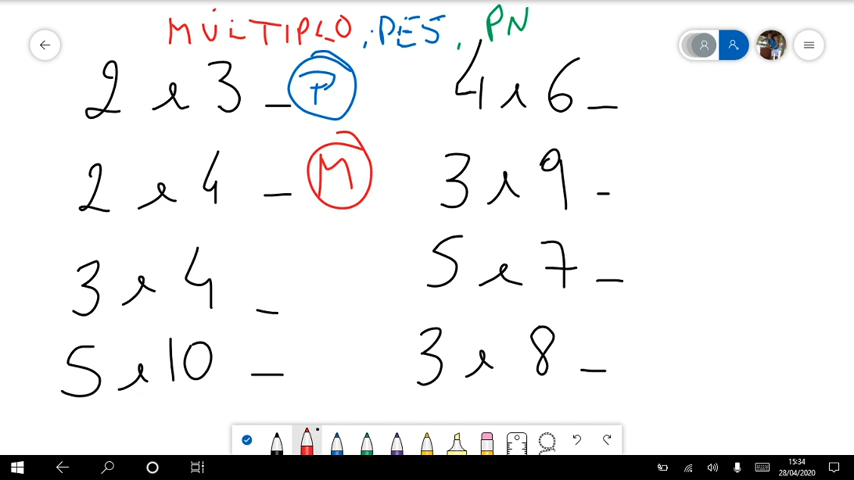 MÚLTIPLO, PES, PN
2 e 3 _ P
4 e 6 _
2 e 4 _ M
3 e 9 _
3 e 4 _
5 e 7 _
5 e 10 _
3 e 8 _
15:34
28/04/2020